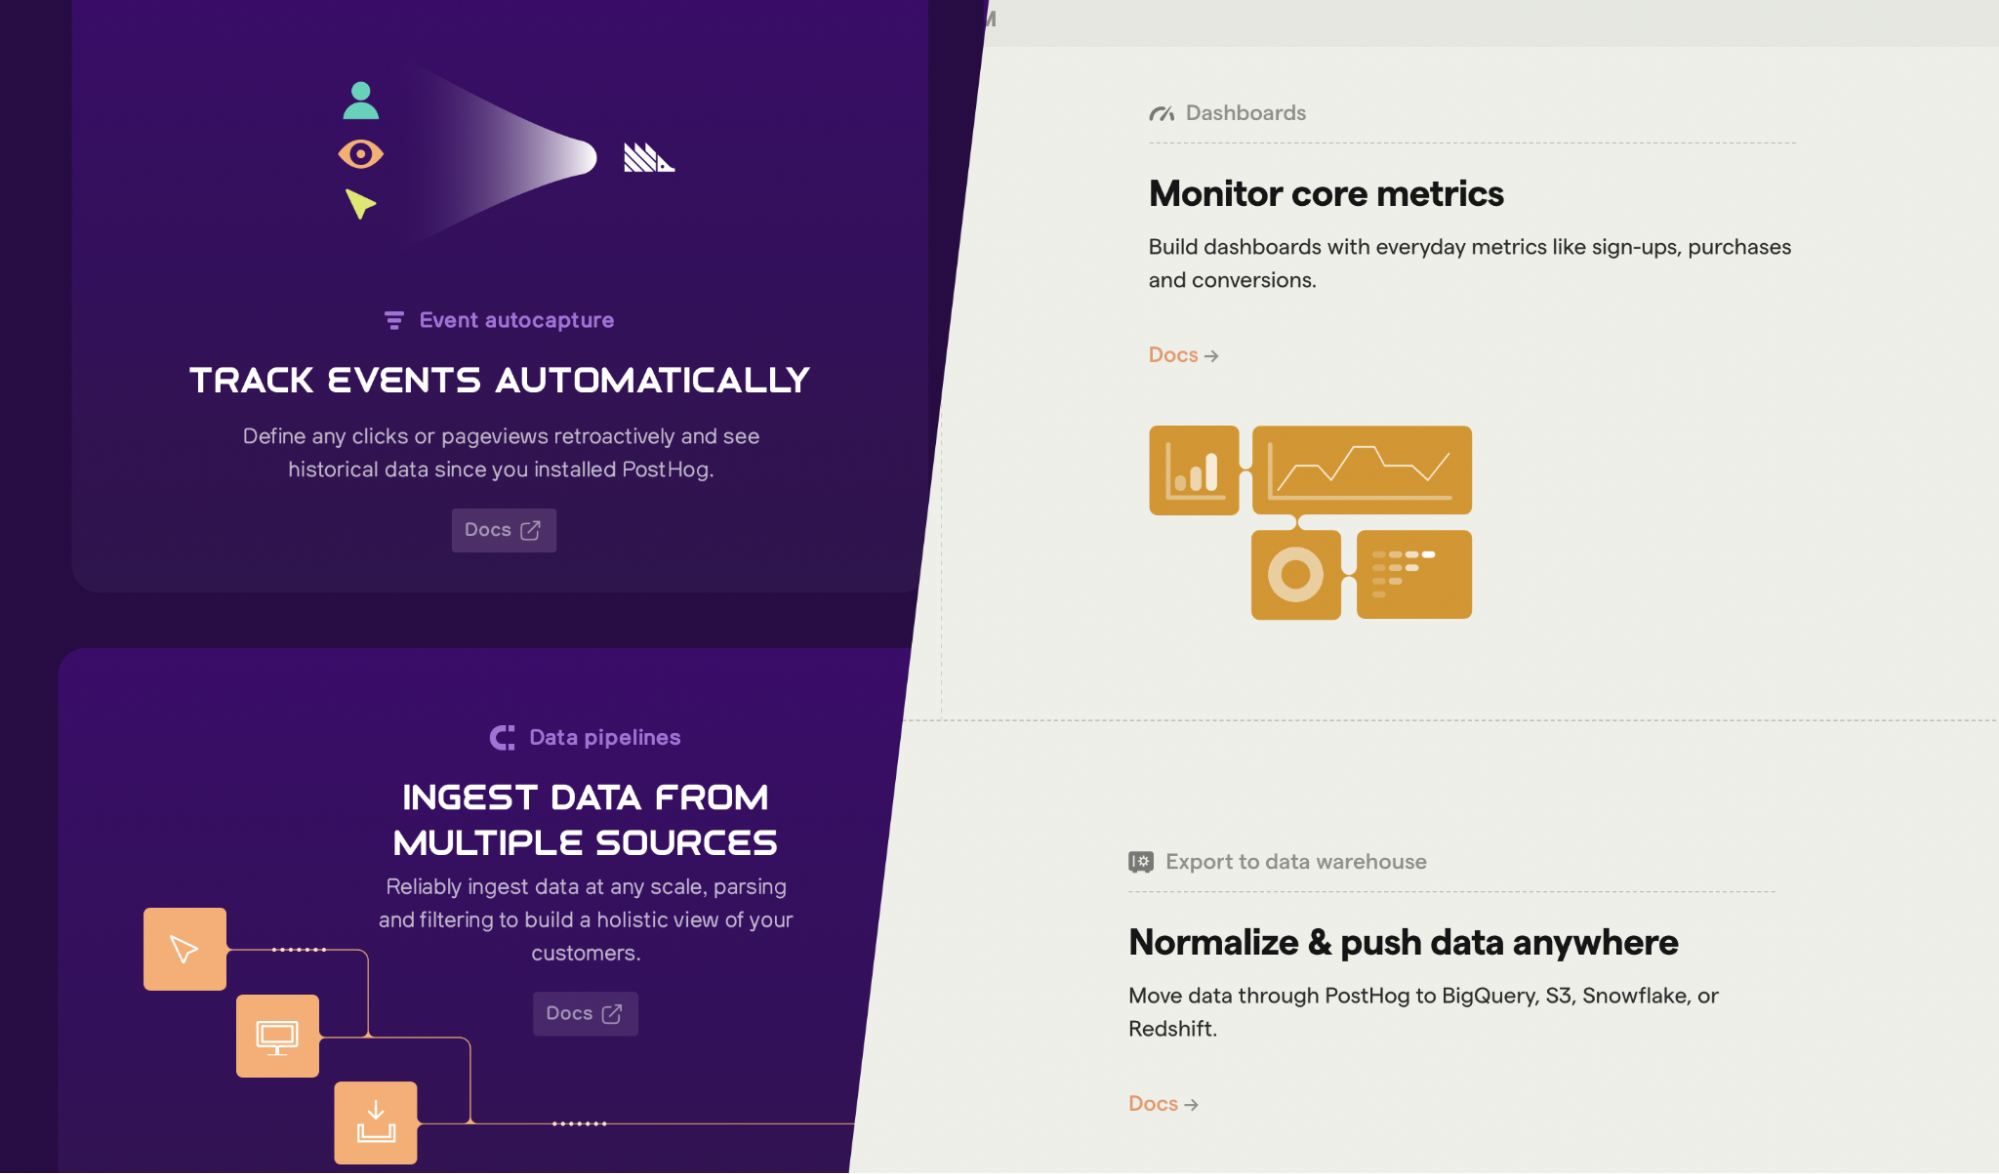 Event autocapture
TRACK EVENTS AUTOMATICALLY
Define any clicks or pageviews retroactively and see
historical data since you installed PostHog.
Docs
Data pipelines
INGEST DATA FROM
MULTIPLE SOURCES
Reliably ingest data at any scale, parsing
and filtering to build a holistic view of your
customers.
Docs
M
Dashboards
Monitor core metrics
Build dashboards with everyday metrics like sign-ups, purchases
and conversions.
Docs →
Export to data warehouse
Normalize & push data anywhere
Move data through PostHog to BigQuery, S3, Snowflake, or
Redshift.
Docs →